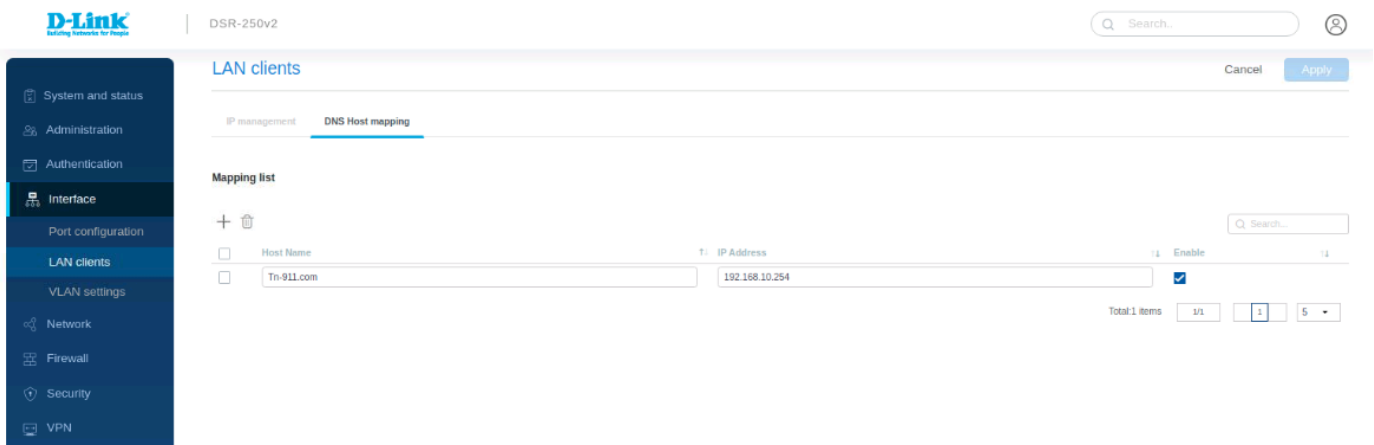 D-Link
Building Networks for People
DSR-250v2
Search..
System and status
Administration
Authentication
Interface
Port configuration
LAN clients
VLAN settings
Network
Firewall
Security
VPN
LAN clients
Cancel
Apply
IP management
DNS Host mapping
Mapping list
Search...
Host Name
IP Address
Enable
Tn-911.com
192.168.10.254
Total:1 items
1/1
1
5